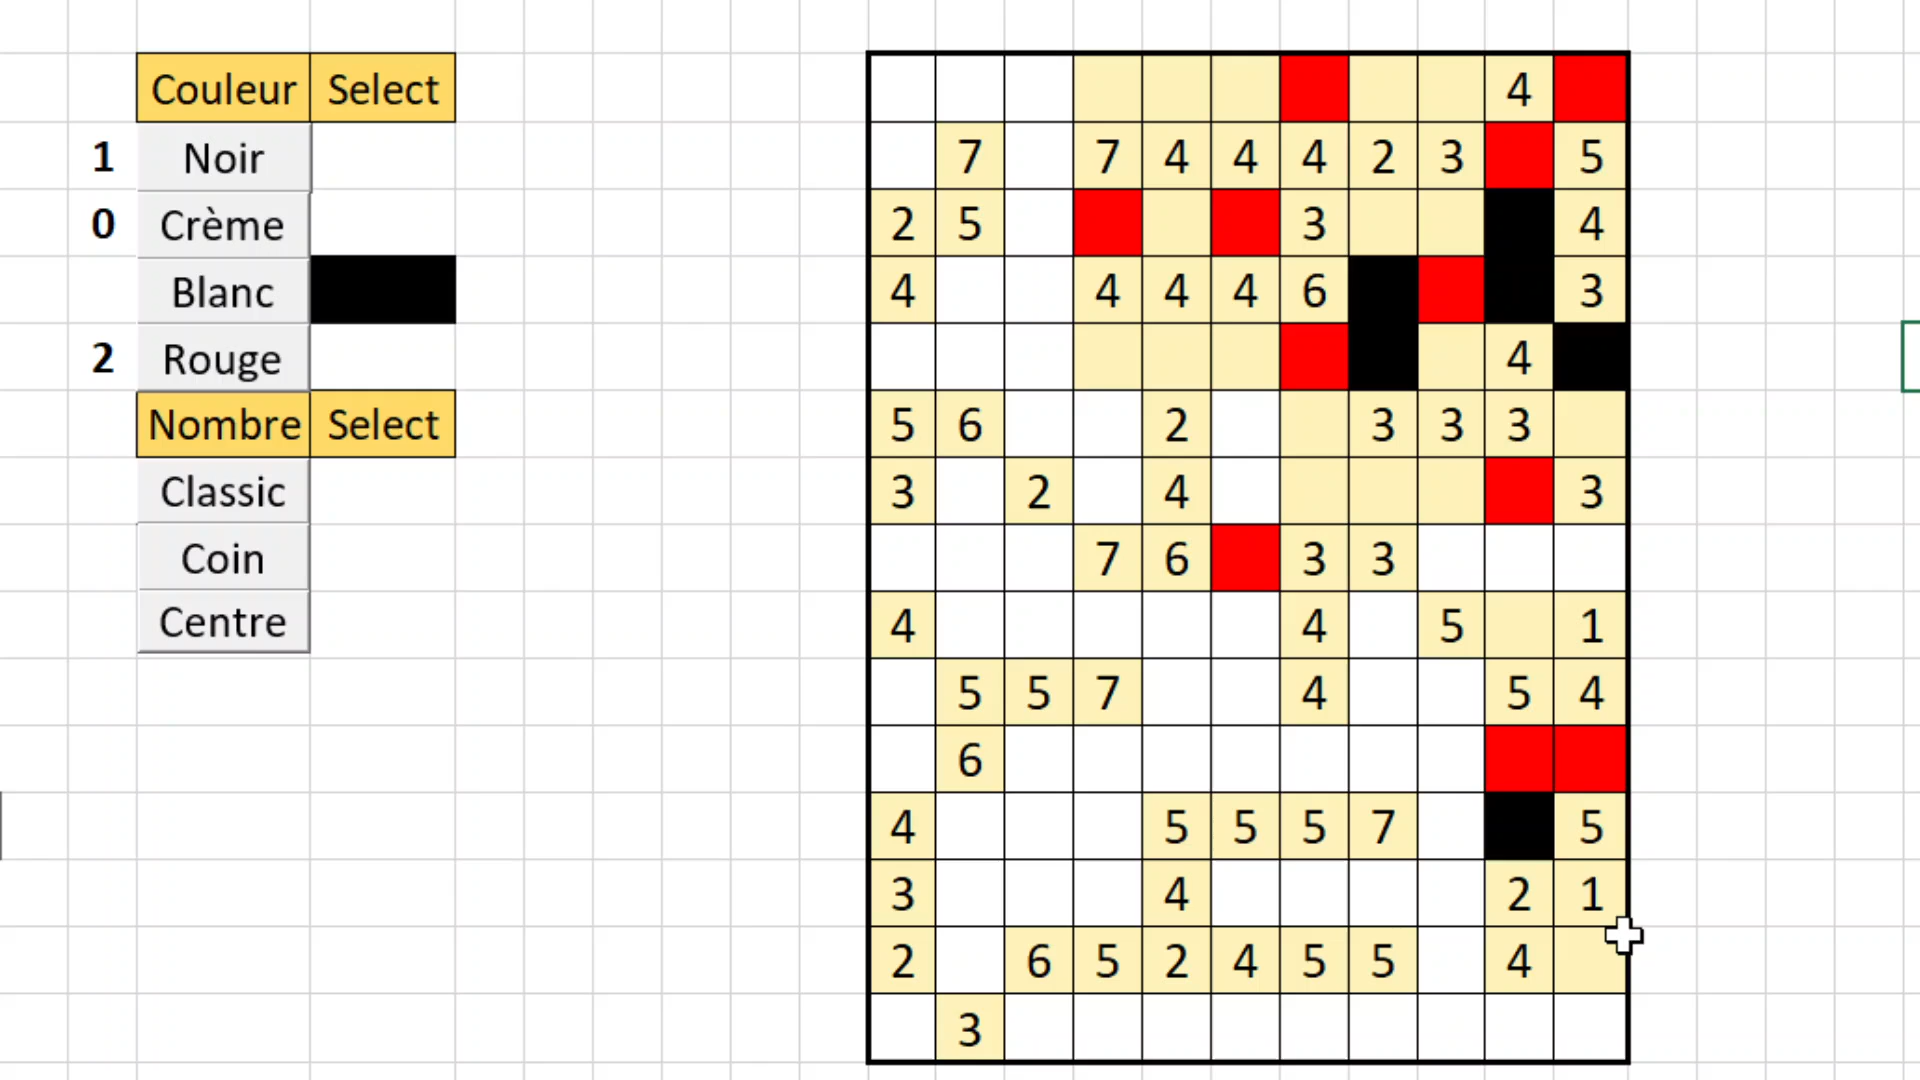 Couleur Select
1 Noir
0 Crème
Blanc
2 Rouge
Nombre Select
Classic
Coin
Centre
4
7 7 4 4 4 2 3 5
2 5 3 4
4 4 4 4 6 3
4
5 6 2 3 3 3
3 2 4 3
7 6 3 3
4 4 5 1
5 5 7 4 5 4
6
4 5 5 5 7 5
3 4 2 1
2 6 5 2 4 5 5 4
3